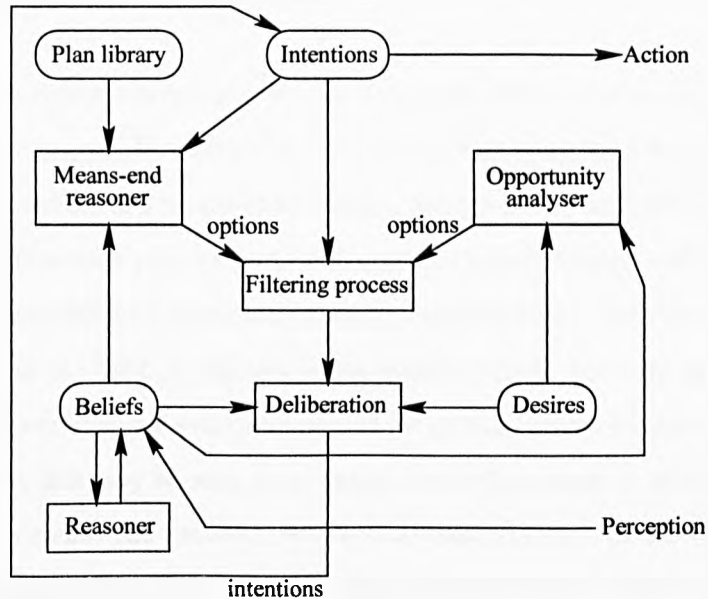 Plan library
Intentions
Action
Means-end
reasoner
Opportunity
analyser
options
options
Filtering process
Beliefs
Deliberation
Desires
Reasoner
Perception
intentions